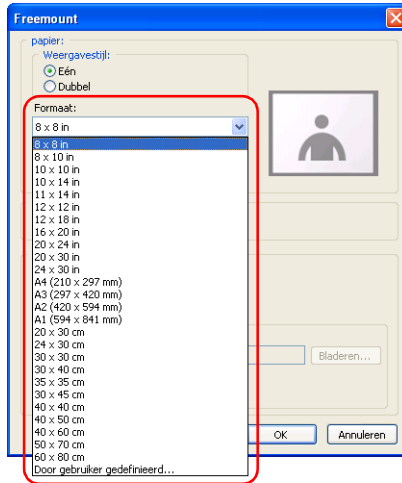 Freemount
papier:
Weergavestijl:
Eén
Dubbel
Formaat:
8 x 8 in
8 x 8 in
8 x 10 in
10 x 10 in
10 x 14 in
11 x 14 in
12 x 12 in
12 x 18 in
16 x 20 in
20 x 24 in
20 x 30 in
24 x 30 in
A4 (210 x 297 mm)
A3 (297 x 420 mm)
A2 (420 x 594 mm)
A1 (594 x 841 mm)
20 x 30 cm
24 x 30 cm
30 x 30 cm
30 x 40 cm
35 x 35 cm
30 x 45 cm
40 x 40 cm
40 x 50 cm
40 x 60 cm
50 x 70 cm
60 x 80 cm
Door gebruiker gedefinieerd...
Bladeren...
OK
Annuleren